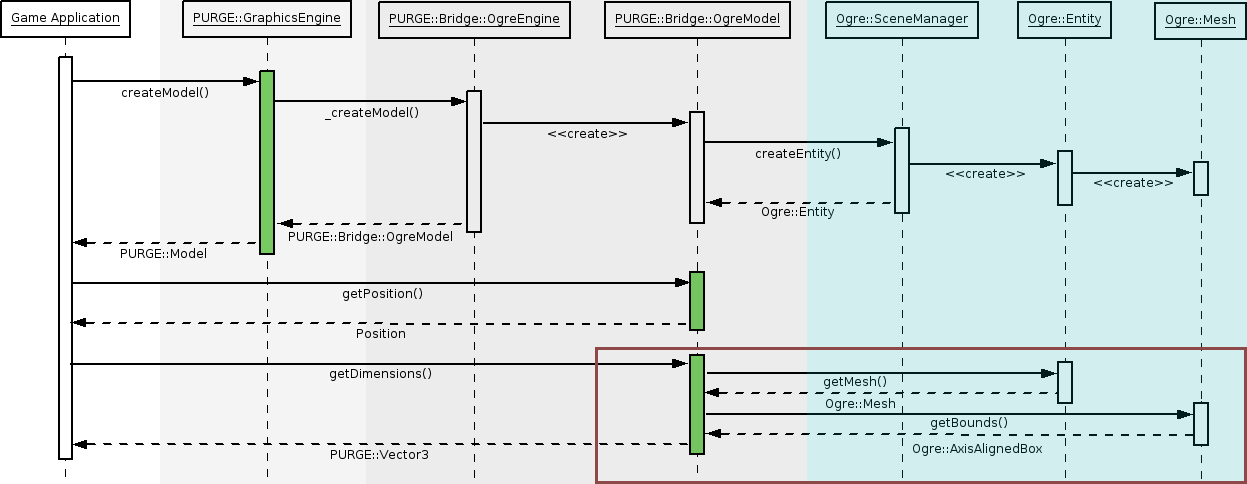 Game Application
PURGE::GraphicsEngine
PURGE::Bridge::OgreEngine
PURGE::Bridge::OgreModel
Ogre::SceneManager
Ogre::Entity
Ogre::Mesh
createModel()
_createModel()
<<create>>
createEntity()
<<create>>
<<create>>
Ogre::Entity
PURGE::Bridge::OgreModel
PURGE::Model
getPosition()
Position
getDimensions()
getMesh()
Ogre::Mesh
getBounds()
Ogre::AxisAlignedBox
PURGE::Vector3